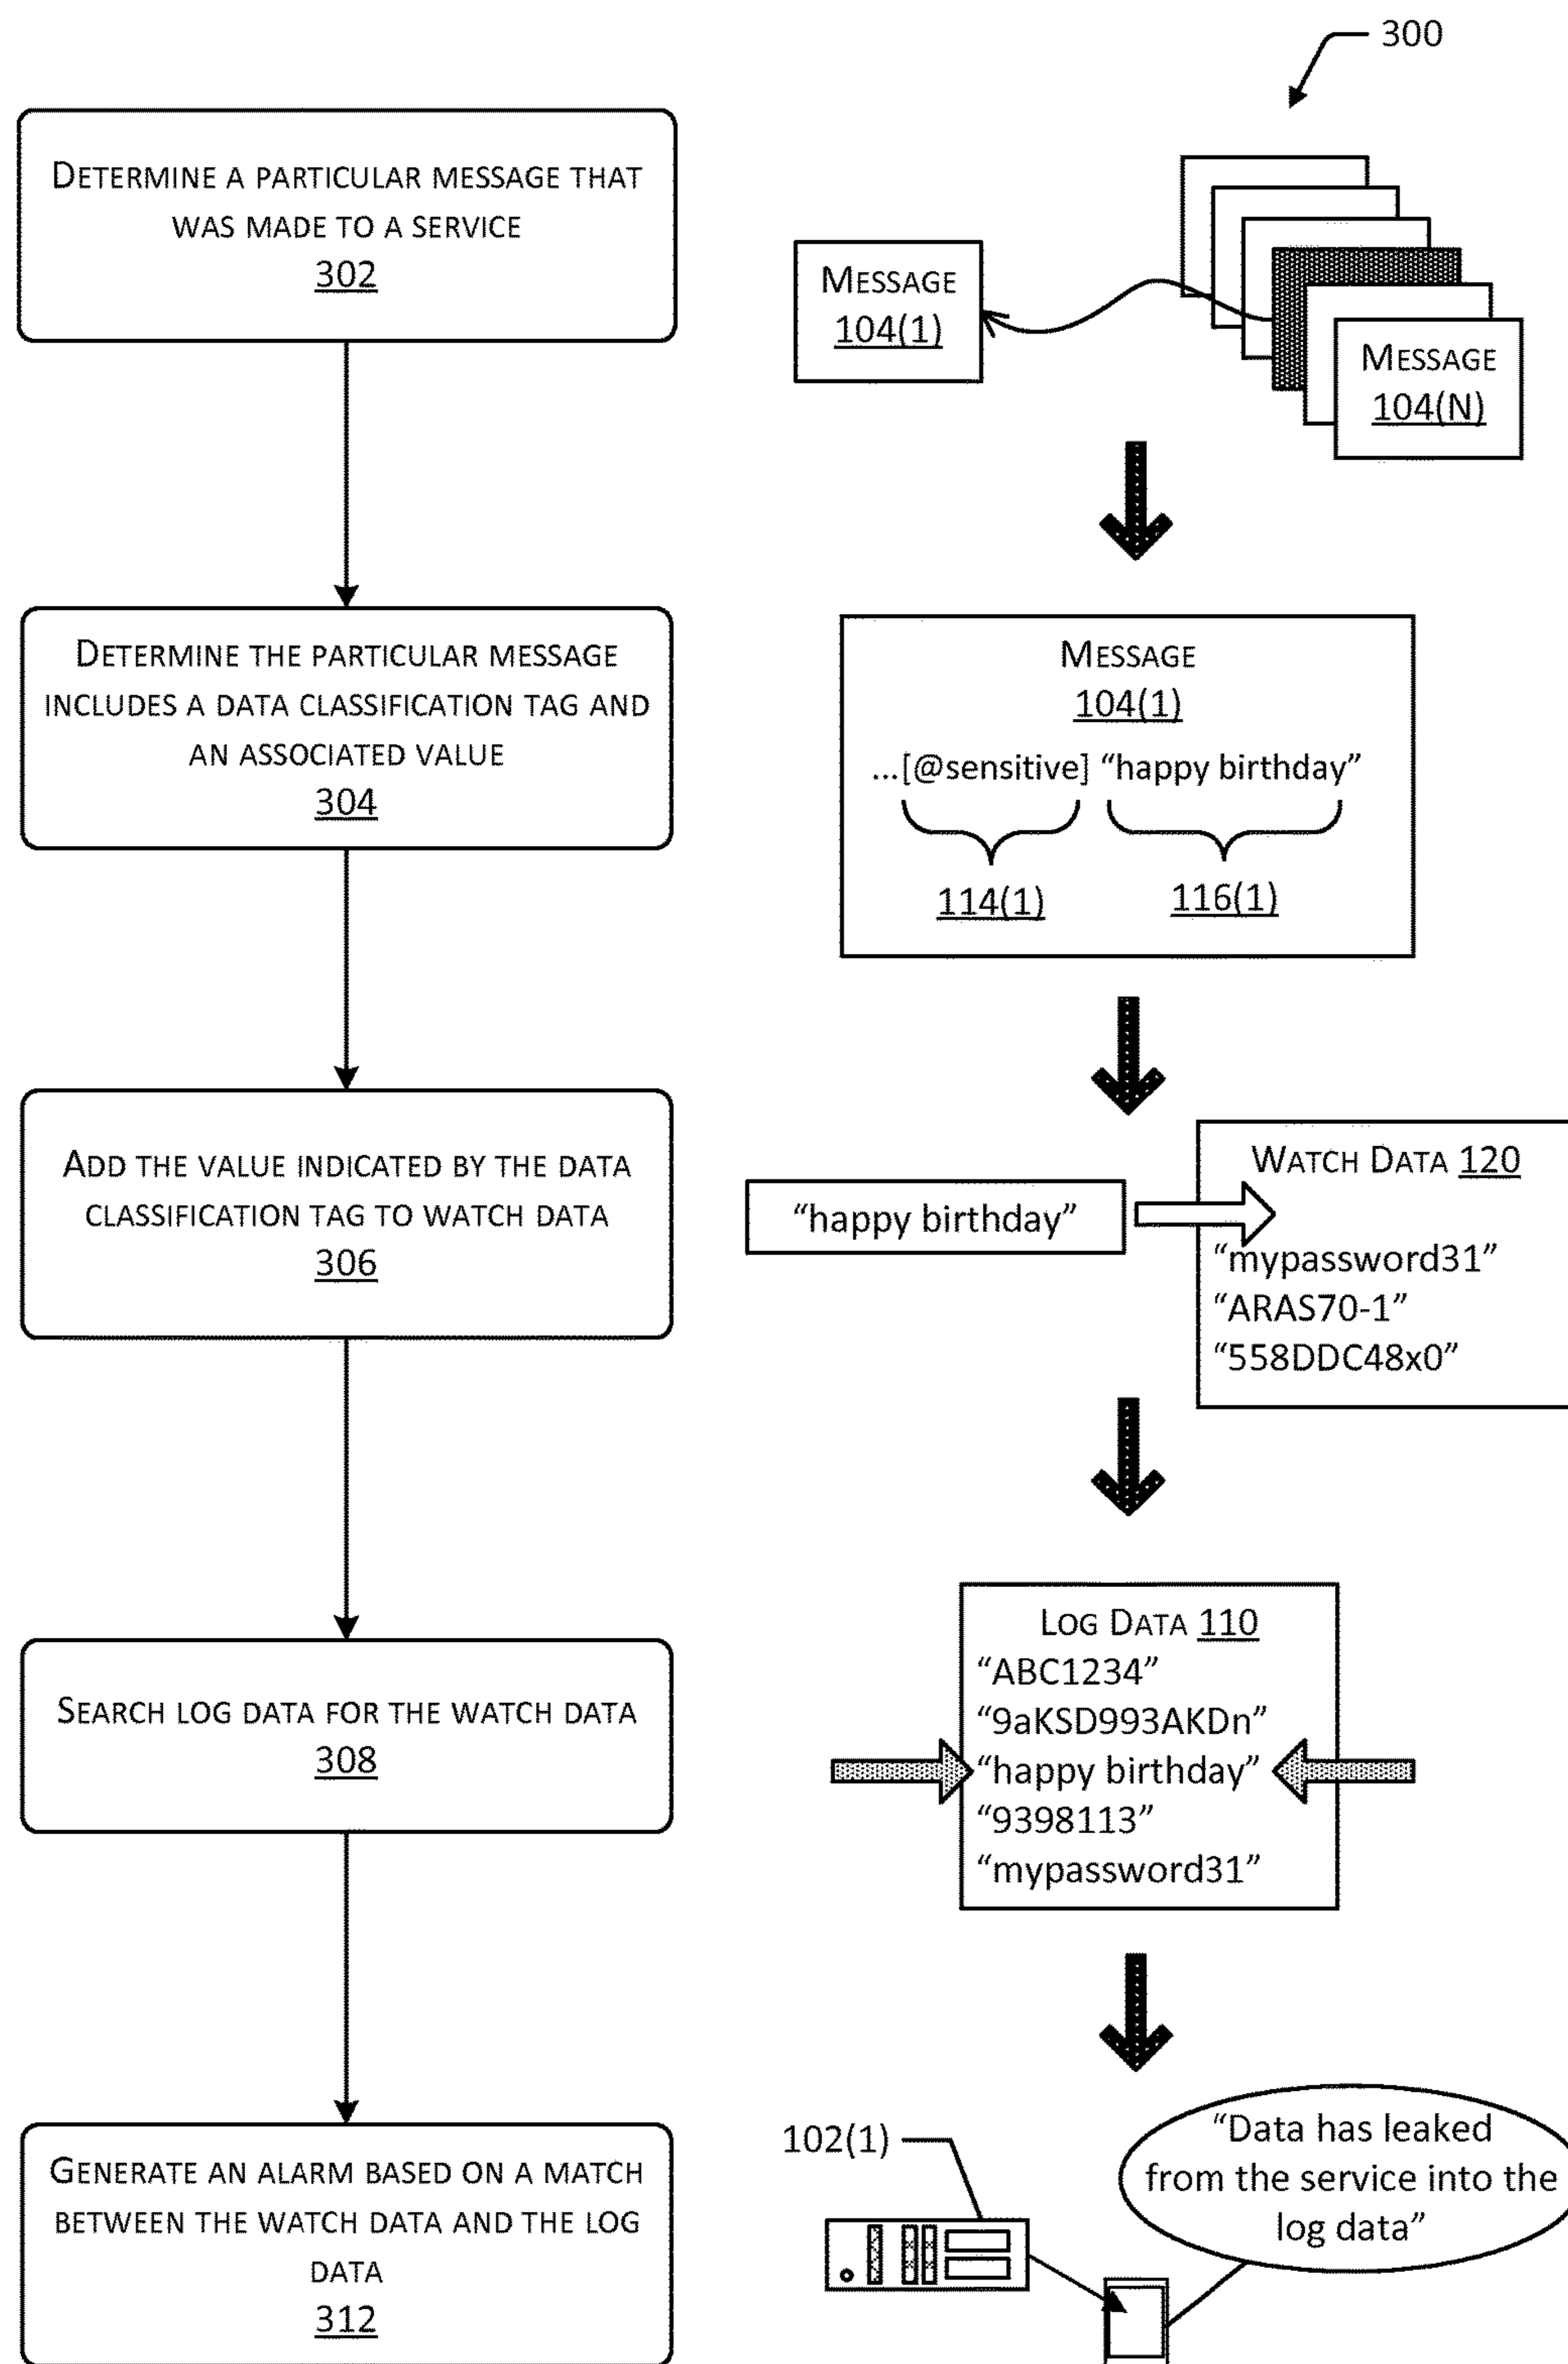 300
DETERMINE A PARTICULAR MESSAGE THAT
WAS MADE TO A SERVICE
302
MESSAGE
104(1)
MESSAGE
104(N)
DETERMINE THE PARTICULAR MESSAGE
INCLUDES A DATA CLASSIFICATION TAG AND
AN ASSOCIATED VALUE
304
MESSAGE
104(1)
...[@sensitive] “happy birthday”
114(1) 116(1)
ADD THE VALUE INDICATED BY THE DATA
CLASSIFICATION TAG TO WATCH DATA
306
“happy birthday”
WATCH DATA 120
“mypassword31”
“ARAS70-1”
“558DDC48x0”
SEARCH LOG DATA FOR THE WATCH DATA
308
LOG DATA 110
“ABC1234”
“9aKSD993AKDn”
“happy birthday”
“9398113”
“mypassword31”
GENERATE AN ALARM BASED ON A MATCH
BETWEEN THE WATCH DATA AND THE LOG
DATA
312
102(1)
“Data has leaked
from the service into the
log data”